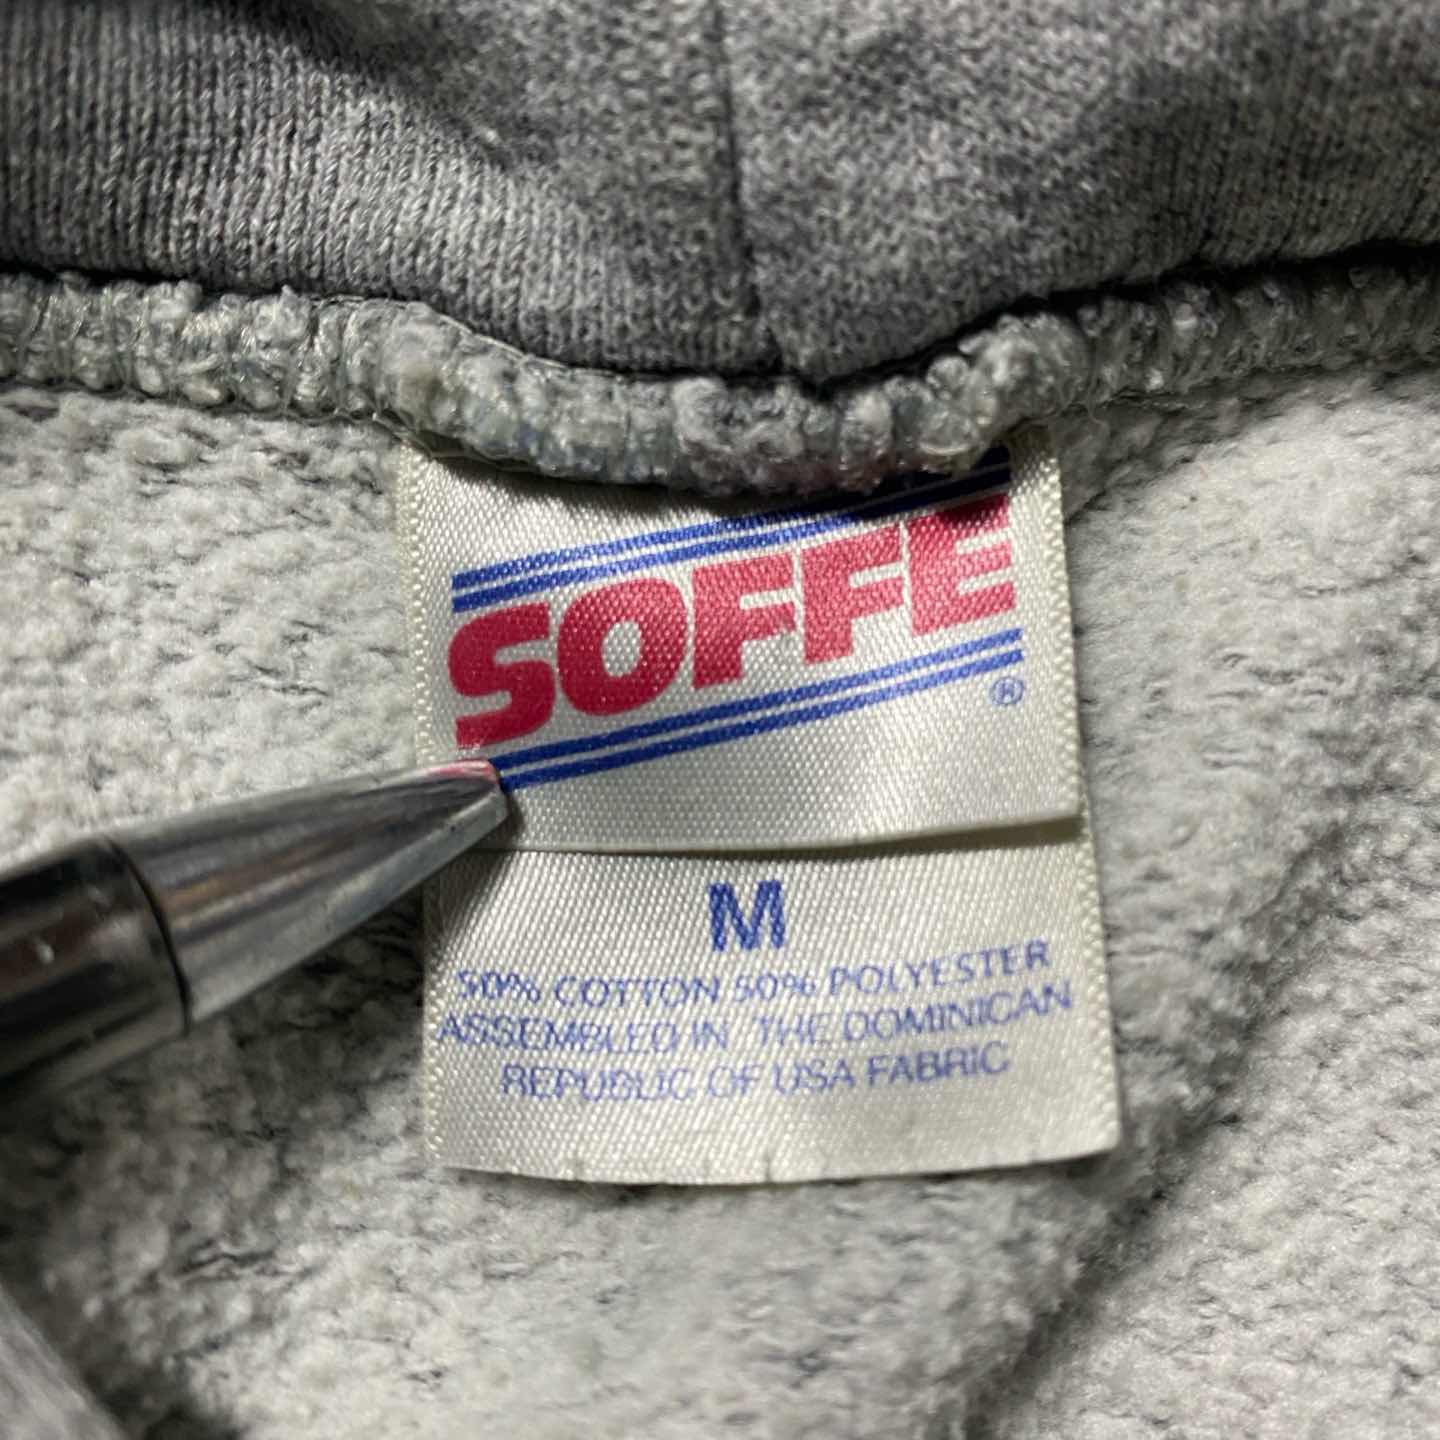 SOFFE
®
M
50% COTTON 50% POLYESTER
ASSEMBLED IN THE DOMINICAN
REPUBLIC OF USA FABRIC